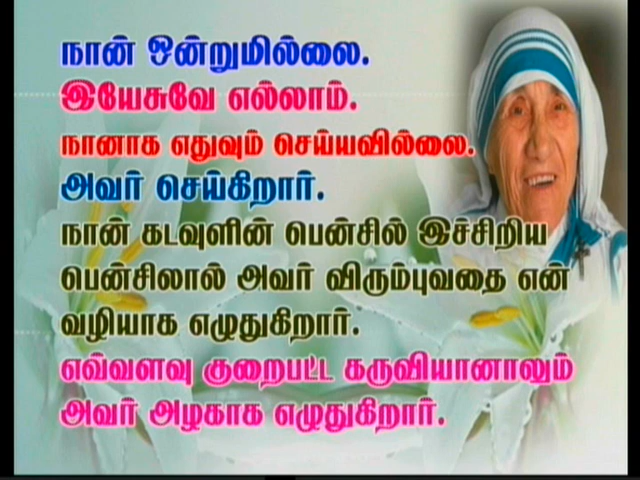 நான் ஒன்றுமில்லை.
இயேசுவே எல்லாம்.
நானாக எதுவும் செய்யவில்லை.
அவர் செய்கிறார்.
நான் கடவுளின் பென்சில் இச்சிறிய
பென்சிலால் அவர் விரும்புவதை என்
வழியாக எழுதுகிறார்.
எவ்வளவு குறைபட்ட கருவியானாலும்
அவர் அழகாக எழுதுகிறார்.